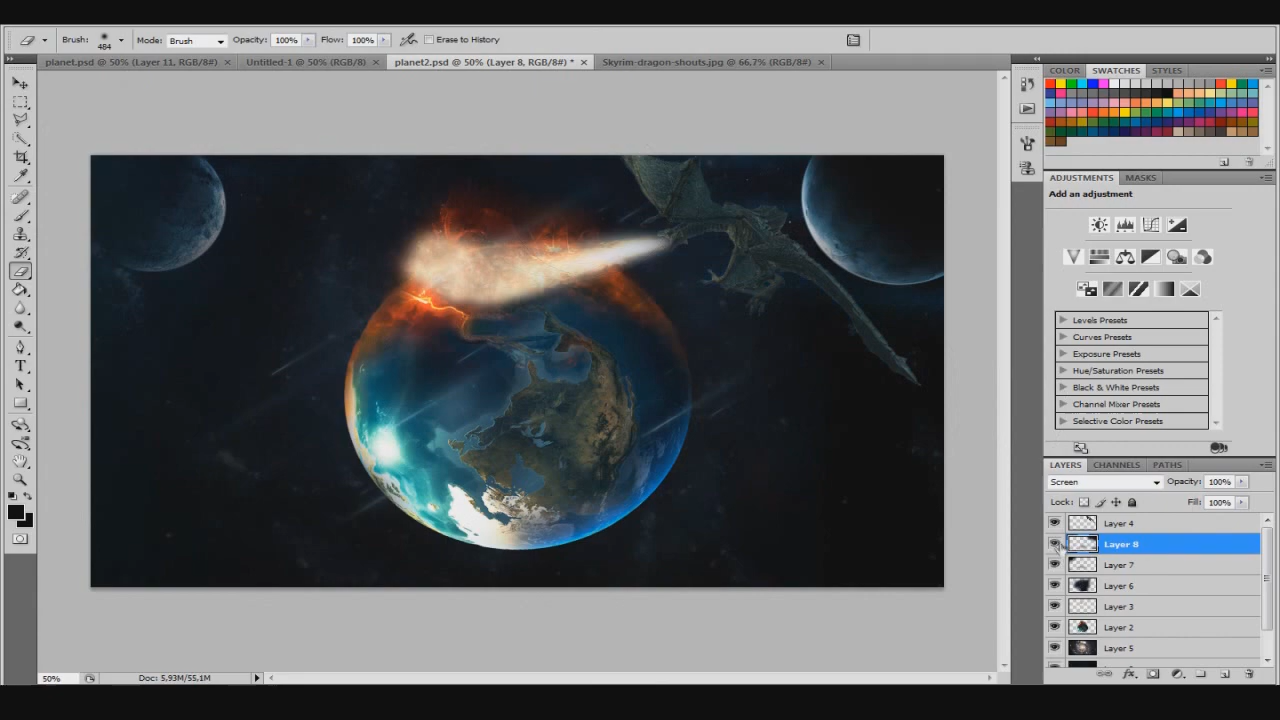 Brush: 484 Mode: Brush Opacity: 100% Flow: 100% Erase to History
planet.psd @ 50% (Layer 11, RGB/8#) × Untitled-1 @ 50% (RGB/8) × planet2.psd @ 50% (Layer 8, RGB/8#) * × Skyrim-dragon-shouts.jpg @ 66,7% (RGB/8#) ×
COLOR SWATCHES STYLES
ADJUSTMENTS MASKS
Add an adjustment
Levels Presets
Curves Presets
Exposure Presets
Hue/Saturation Presets
Black & White Presets
Channel Mixer Presets
Selective Color Presets
LAYERS CHANNELS PATHS
Screen Opacity: 100%
Lock: Fill: 100%
Layer 4
Layer 8
Layer 7
Layer 6
Layer 3
Layer 2
Layer 5
50% Doc: 5,93M/55,1M